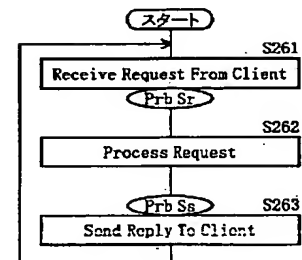 スタート
S261
Receive Request From Client
Prb Sr
S262
Process Request
Prb Ss
S263
Send Reply To Client